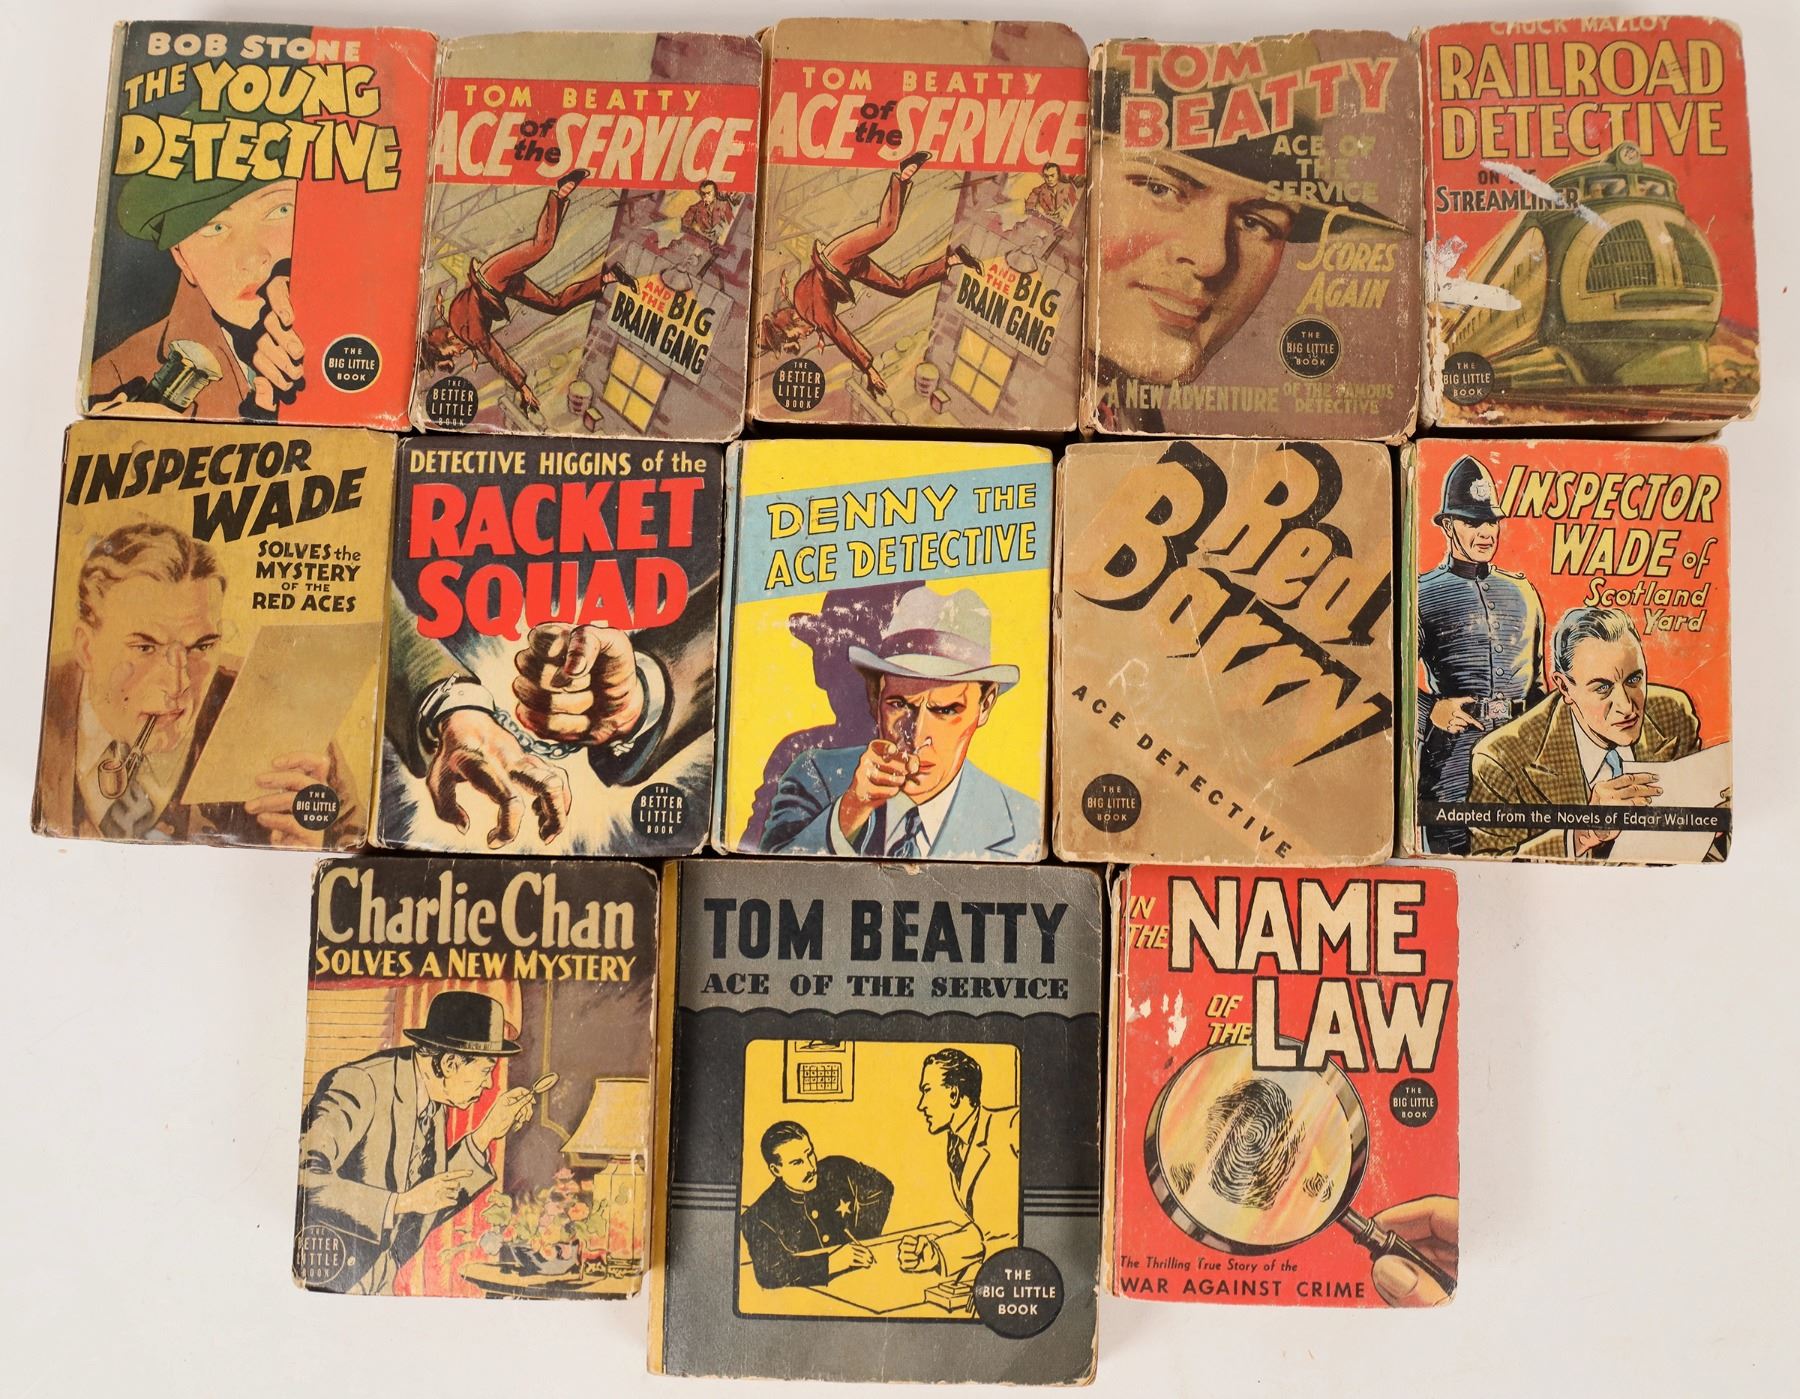 BOB STONE
THE YOUNG
DETECTIVE
THE
BIG LITTLE
BOOK
TOM BEATTY
ACE of the SERVICE
AND
THE BIG
BRAIN GANG
THE
BETTER
LITTLE
BOOK
TOM BEATTY
ACE of the SERVICE
AND
THE BIG
BRAIN GANG
THE
BETTER
LITTLE
BOOK
TOM
BEATTY
ACE OF
THE
SERVICE
SCORES
AGAIN
THE
BIG LITTLE
BOOK
A NEW ADVENTURE OF THE FAMOUS
DETECTIVE
CHUCK MALLOY
RAILROAD
DETECTIVE
ON THE
STREAMLINER
THE
BIG LITTLE
BOOK
INSPECTOR
WADE
SOLVES the
MYSTERY
OF THE
RED ACES
THE
BIG LITTLE
BOOK
DETECTIVE HIGGINS of the
RACKET
SQUAD
THE
BETTER
LITTLE
BOOK
DENNY THE
ACE DETECTIVE
Red
Barry
ACE DETECTIVE
THE
BIG LITTLE
BOOK
INSPECTOR
WADE of
Scotland
Yard
Adapted from the Novels of Edgar Wallace
Charlie Chan
SOLVES A NEW MYSTERY
THE
BETTER
LITTLE
BOOK
TOM BEATTY
ACE OF THE SERVICE
THE
BIG LITTLE
BOOK
IN
THE NAME
OF
THE LAW
THE
BIG LITTLE
BOOK
The Thrilling True Story of the
WAR AGAINST CRIME